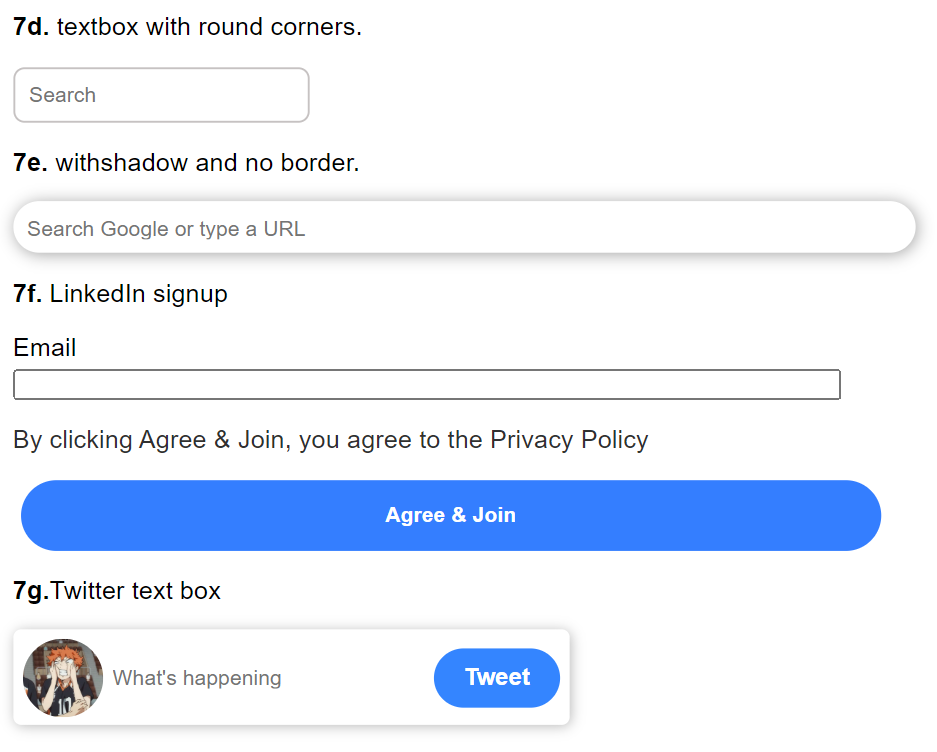 7d. textbox with round corners.
Search
7e. withshadow and no border.
Search Google or type a URL
7f. LinkedIn signup
Email
By clicking Agree & Join, you agree to the Privacy Policy
Agree & Join
7g.Twitter text box
What's happening
Tweet
10